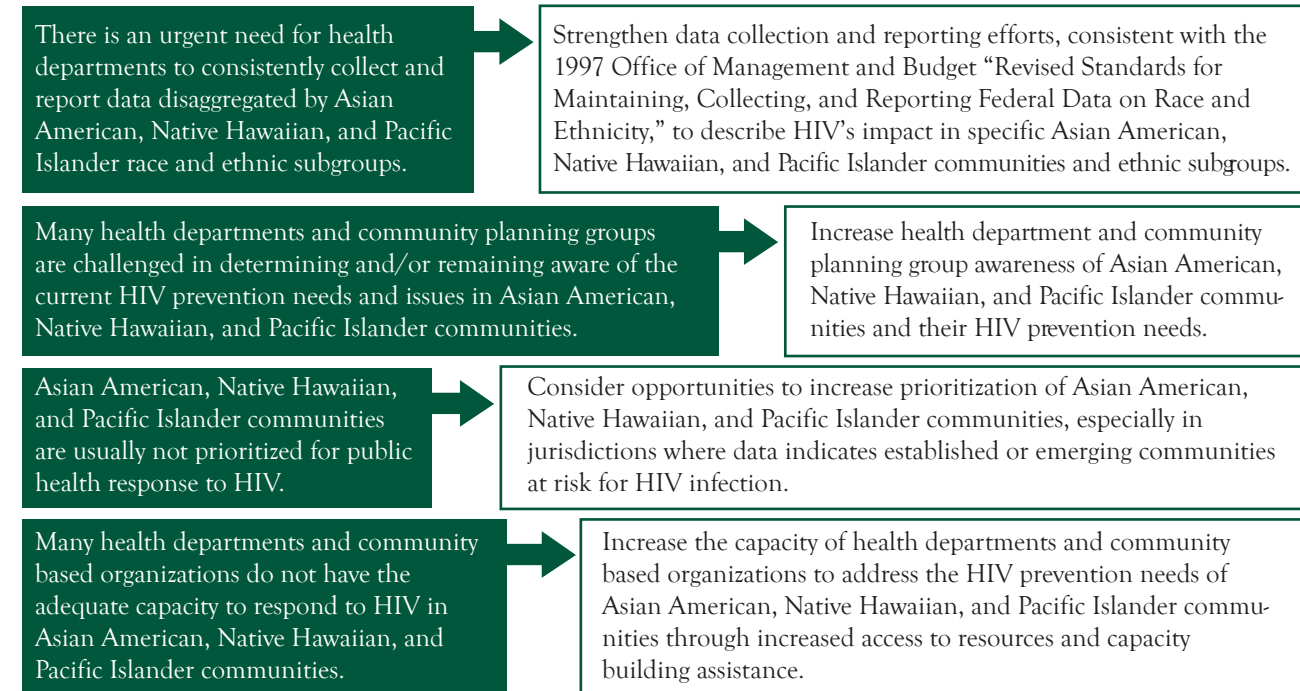 There is an urgent need for health
departments to consistently collect and
report data disaggregated by Asian
American, Native Hawaiian, and Pacific
Islander race and ethnic subgroups.
Strengthen data collection and reporting efforts, consistent with the
1997 Office of Management and Budget “Revised Standards for
Maintaining, Collecting, and Reporting Federal Data on Race and
Ethnicity,” to describe HIV’s impact in specific Asian American,
Native Hawaiian, and Pacific Islander communities and ethnic subgroups.
Many health departments and community planning groups
are challenged in determining and/or remaining aware of the
current HIV prevention needs and issues in Asian American,
Native Hawaiian, and Pacific Islander communities.
Increase health department and community
planning group awareness of Asian American,
Native Hawaiian, and Pacific Islander commu-
nities and their HIV prevention needs.
Asian American, Native Hawaiian,
and Pacific Islander communities
are usually not prioritized for public
health response to HIV.
Consider opportunities to increase prioritization of Asian American,
Native Hawaiian, and Pacific Islander communities, especially in
jurisdictions where data indicates established or emerging communities
at risk for HIV infection.
Many health departments and community
based organizations do not have the
adequate capacity to respond to HIV in
Asian American, Native Hawaiian, and
Pacific Islander communities.
Increase the capacity of health departments and community
based organizations to address the HIV prevention needs of
Asian American, Native Hawaiian, and Pacific Islander commu-
nities through increased access to resources and capacity
building assistance.